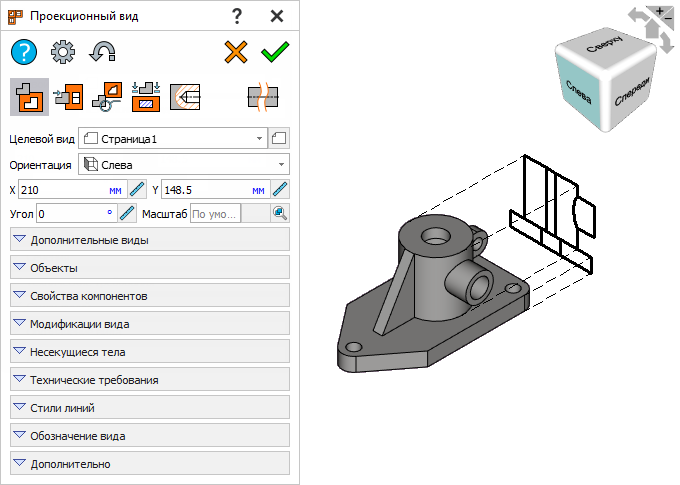 Проекционный вид
?
?
Целевой вид
Страница1
Ориентация
Слева
X 210 мм Y 148.5 мм
Угол 0 ° Масштаб По умо...
Дополнительные виды
Объекты
Свойства компонентов
Модификации вида
Несекущиеся тела
Технические требования
Стили линий
Обозначение вида
Дополнительно
Сверху
Слева
Спереди